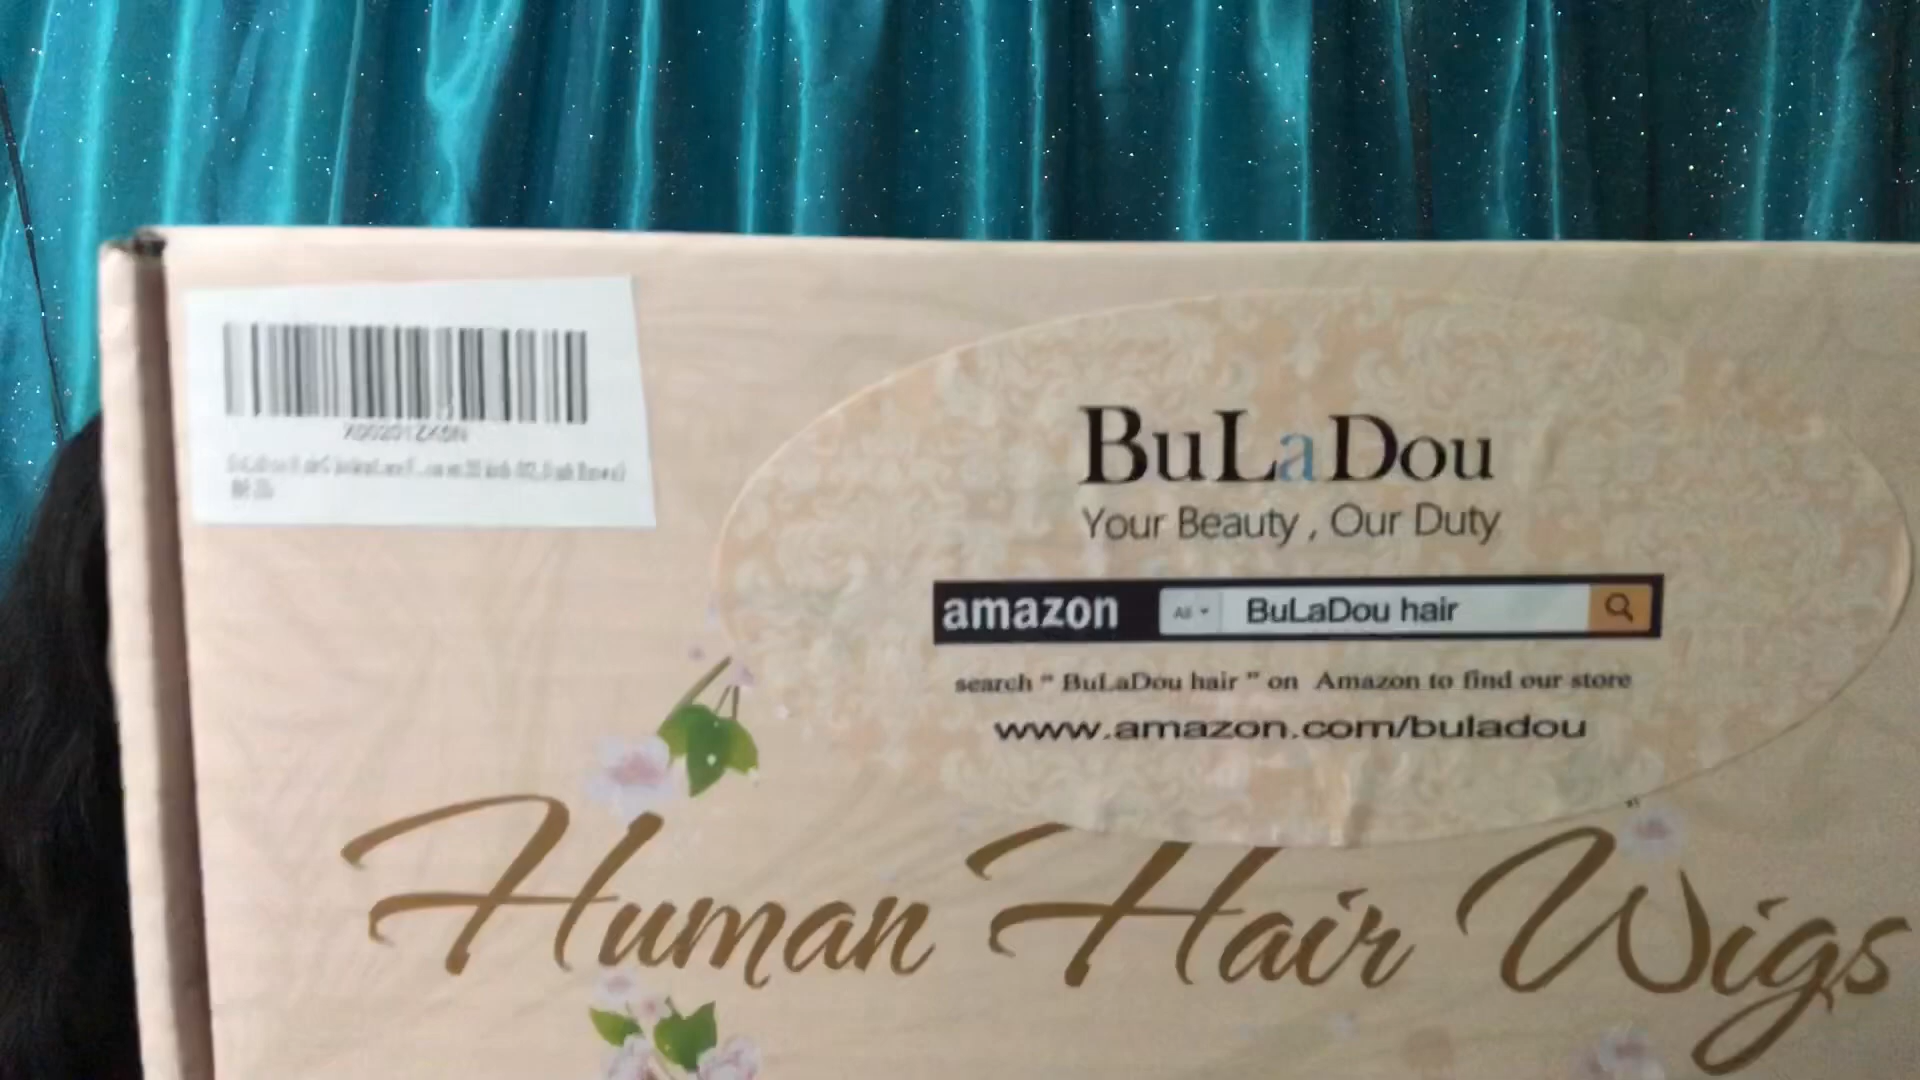 BuLaDou
Your Beauty , Our Duty
amazon All BuLaDou hair
search “ BuLaDou hair ” on Amazon to find our store
www.amazon.com/buladou
Human Hair Wigs